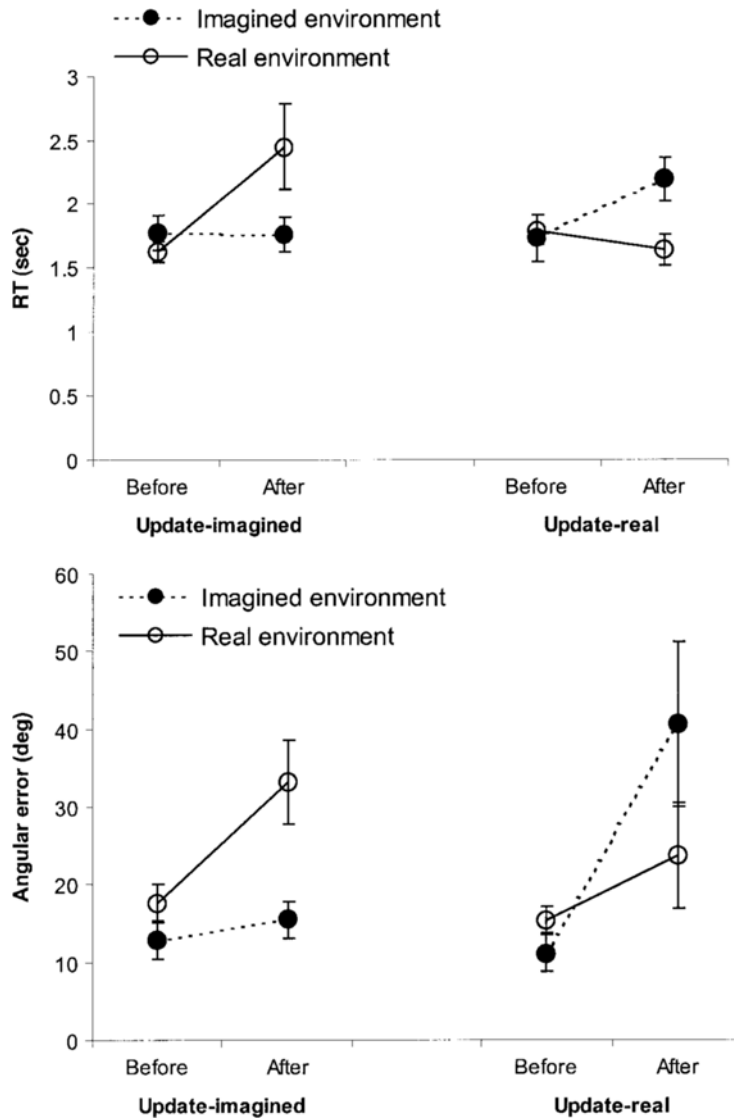 Imagined environment
Real environment
3
2.5
2
1.5
1
0.5
0
RT (sec)
Before After Before After
Update-imagined Update-real
60
Imagined environment
Real environment
50
40
30
20
10
0
Angular error (deg)
Before After Before After
Update-imagined Update-real